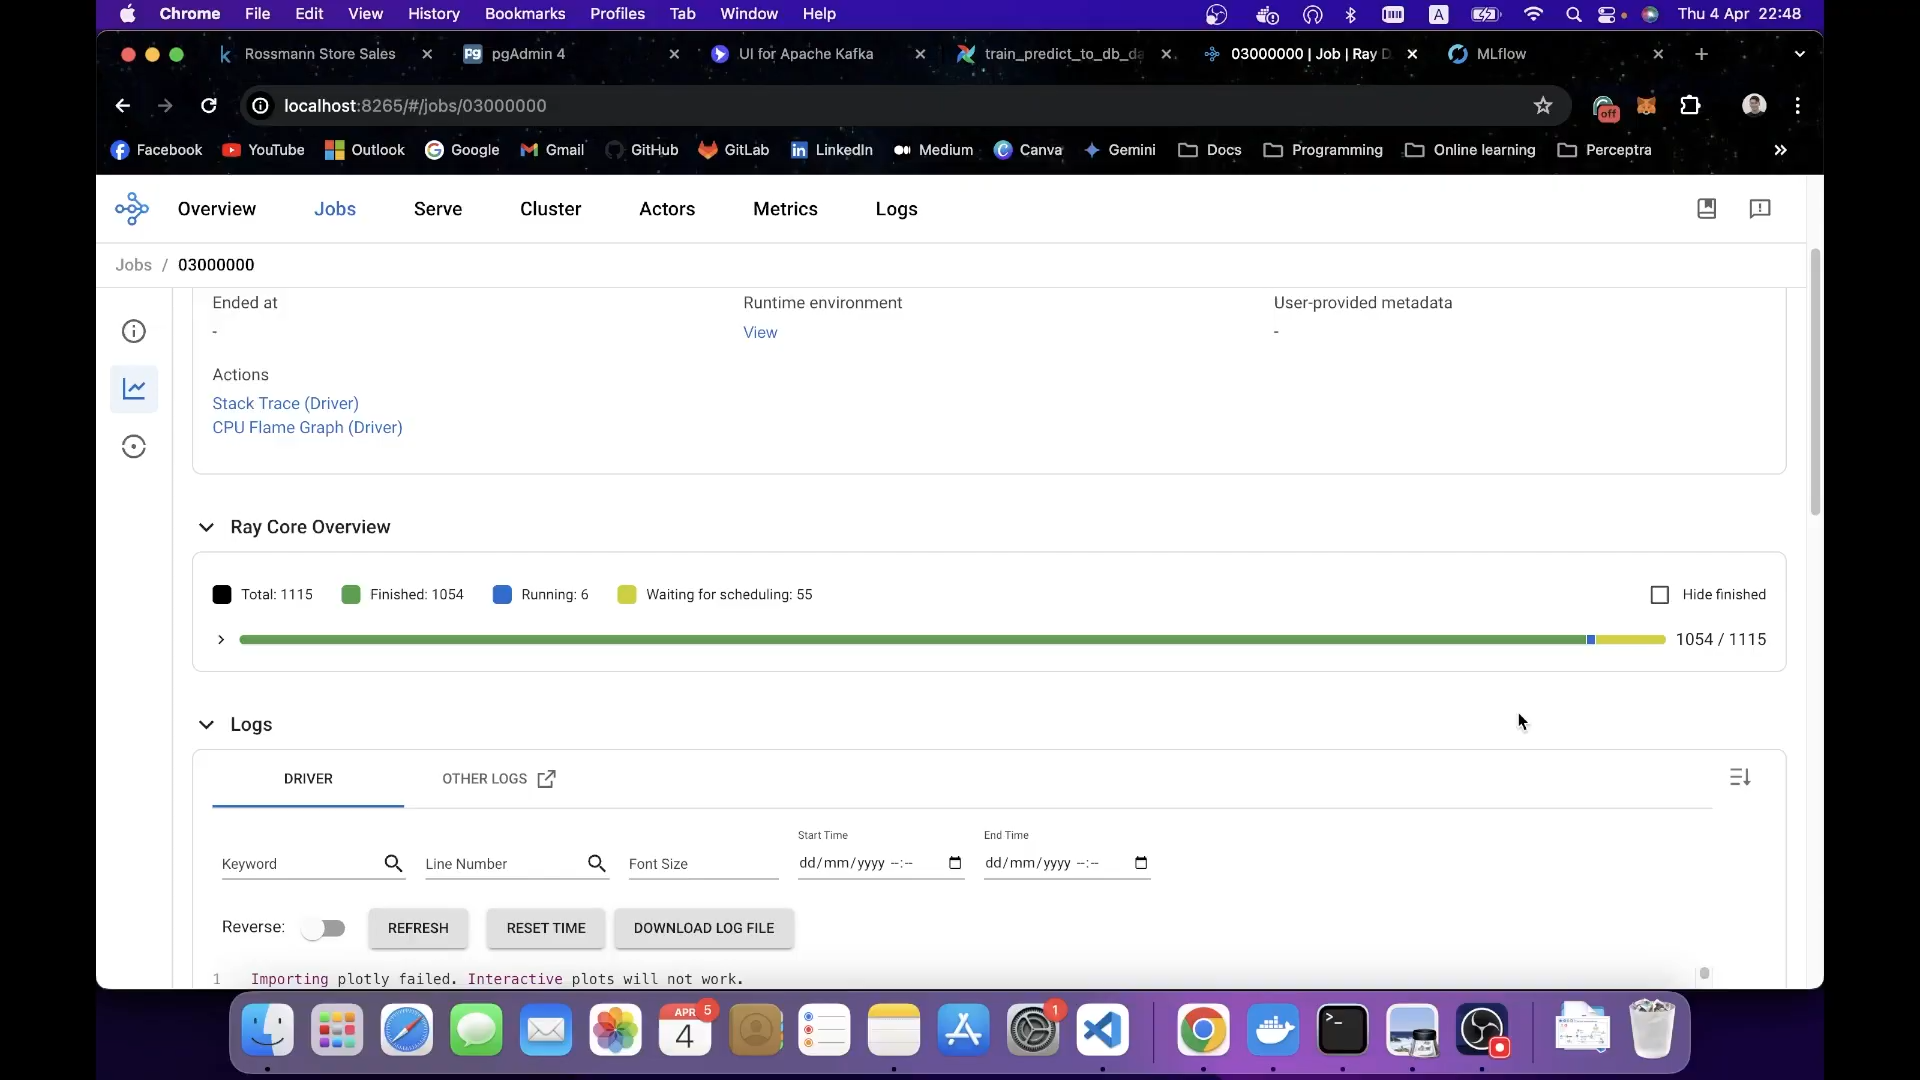 Chrome File Edit View History Bookmarks Profiles Tab Window Help A Thu 4 Apr 22:48
Rossmann Store Sales pgAdmin 4 UI for Apache Kafka train_predict_to_db_da 03000000 | Job | Ray D MLflow
localhost:8265/#/jobs/03000000 off
Facebook YouTube Outlook Google Gmail GitHub GitLab LinkedIn Medium Canva Gemini Docs Programming Online learning Perceptra
Overview Jobs Serve Cluster Actors Metrics Logs
Jobs / 03000000
Ended at Runtime environment User-provided metadata
- View -
Actions
Stack Trace (Driver)
CPU Flame Graph (Driver)
Ray Core Overview
Total: 1115 Finished: 1054 Running: 6 Waiting for scheduling: 55 Hide finished
1054 / 1115
Logs
DRIVER OTHER LOGS
Start Time End Time
Keyword Line Number Font Size dd/mm/yyyy --:-- dd/mm/yyyy --:--
Reverse: REFRESH RESET TIME DOWNLOAD LOG FILE
1 Importing plotly failed. Interactive plots will not work.
APR 5 1
4